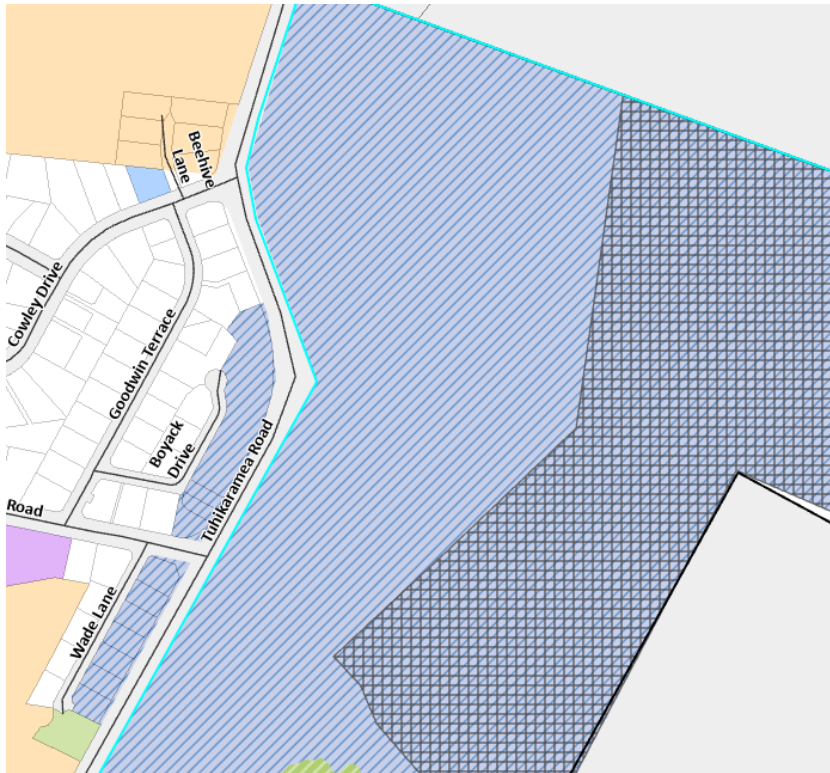 Beehive
Lane
Cowley Drive
Goodwin Terrace
Boyack
Drive
Tuhikaramea Road
Road
Wade Lane